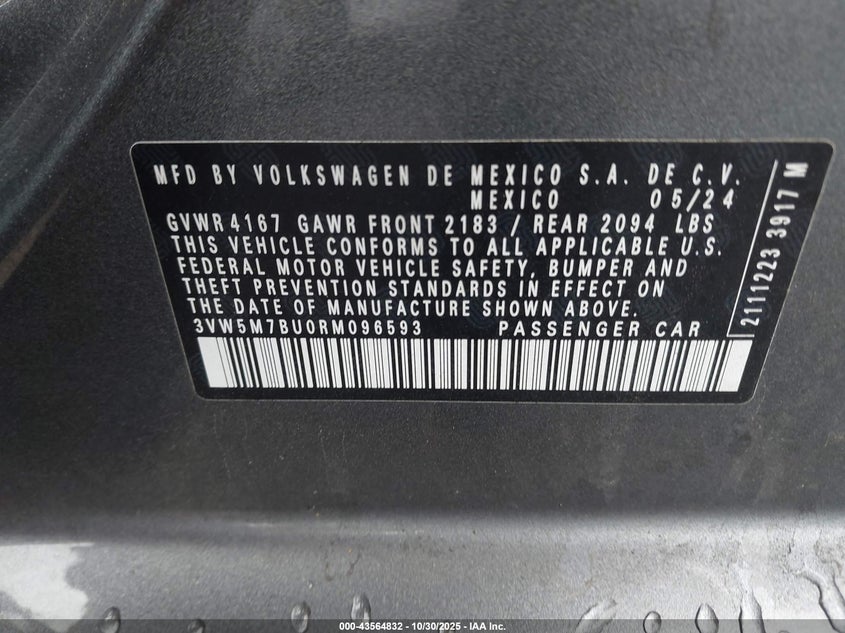 MFD BY VOLKSWAGEN DE MEXICO S.A. DE C.V.
MEXICO 05/24
GVWR 4167 GAWR FRONT 2183 / REAR 2094 LBS
THIS VEHICLE CONFORMS TO ALL APPLICABLE U.S.
FEDERAL MOTOR VEHICLE SAFETY, BUMPER AND
THEFT PREVENTION STANDARDS IN EFFECT ON
THE DATE OF MANUFACTURE SHOWN ABOVE.
3VW5M7BU0RM096593 PASSENGER CAR
2111223 3917 M
000-43564832 - 10/30/2025 - IAA Inc.